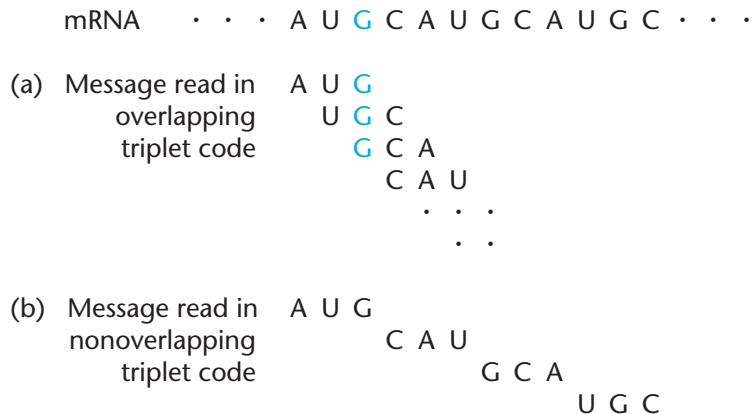 mRNA · · · A U G C A U G C A U G C · · ·
(a) Message read in A U G
overlapping U G C
triplet code G C A
C A U
· · ·
· ·
(b) Message read in A U G
nonoverlapping C A U
triplet code G C A
U G C